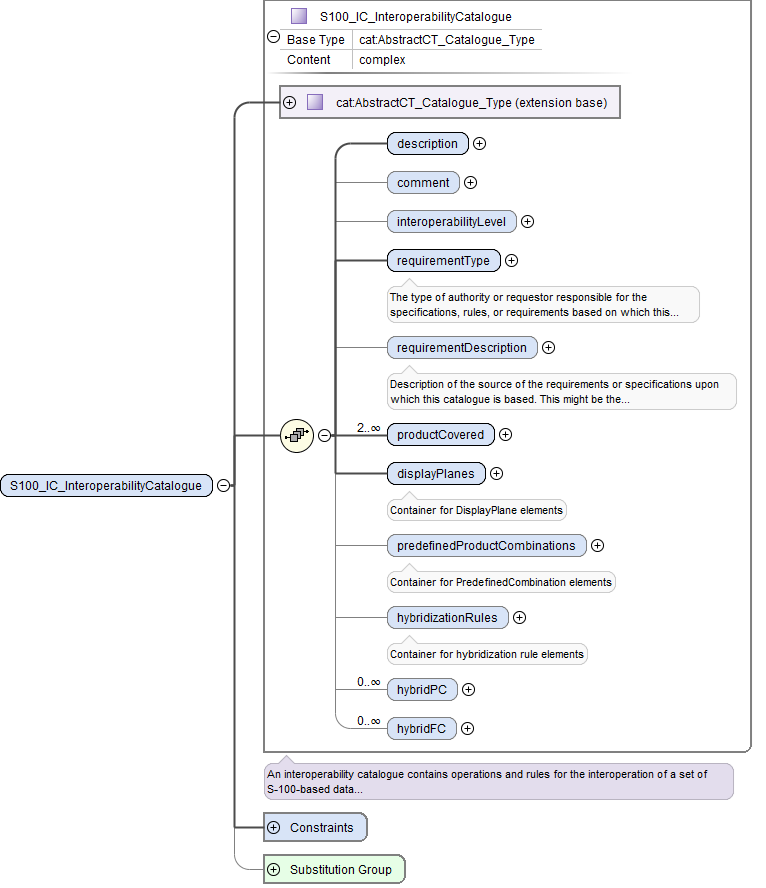 S100_IC_InteroperabilityCatalogue
Base Type cat:AbstractCT_Catalogue_Type
Content complex
cat:AbstractCT_Catalogue_Type (extension base)
description
comment
interoperabilityLevel
requirementType
The type of authority or requestor responsible for the
specifications, rules, or requirements based on which this...
requirementDescription
Description of the source of the requirements or specifications upon
which this catalogue is based. This might be the...
2..∞ productCovered
S100_IC_InteroperabilityCatalogue
displayPlanes
Container for DisplayPlane elements
predefinedProductCombinations
Container for PredefinedCombination elements
hybridizationRules
Container for hybridization rule elements
0..∞ hybridPC
0..∞ hybridFC
An interoperability catalogue contains operations and rules for the interoperation of a set of
S-100-based data...
Constraints
Substitution Group